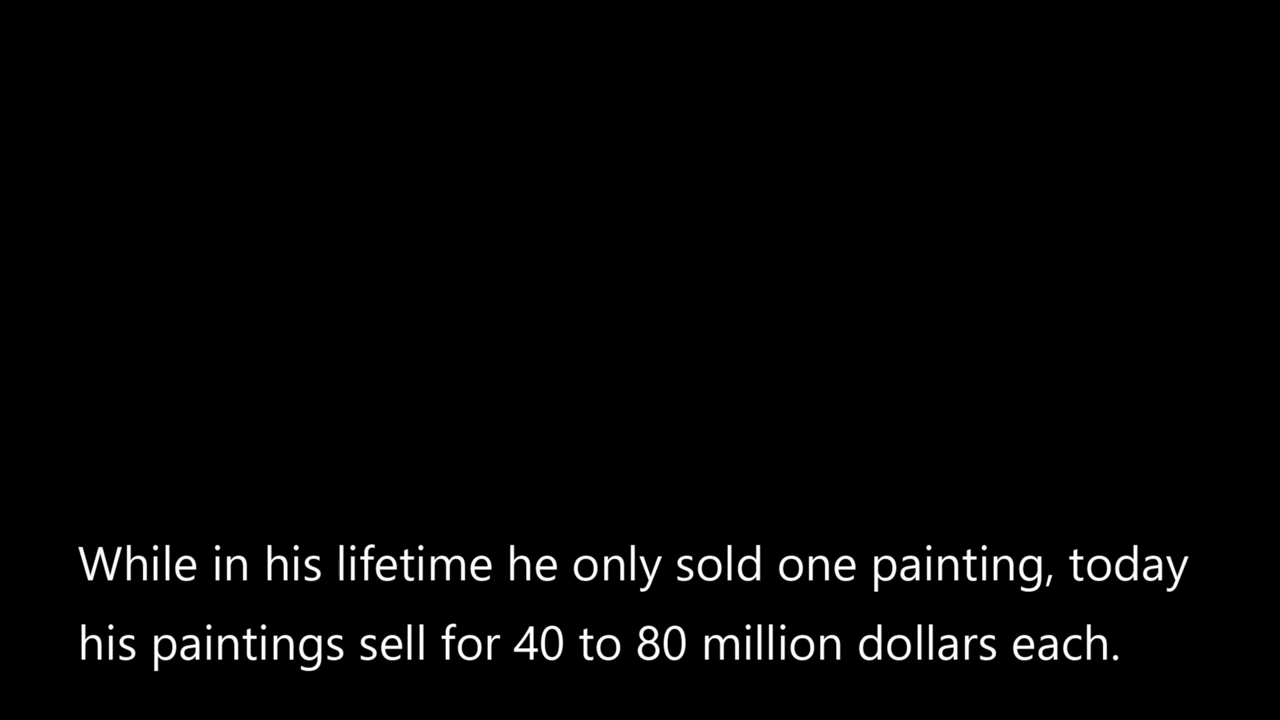 While in his lifetime he only sold one painting, today
his paintings sell for 40 to 80 million dollars each.